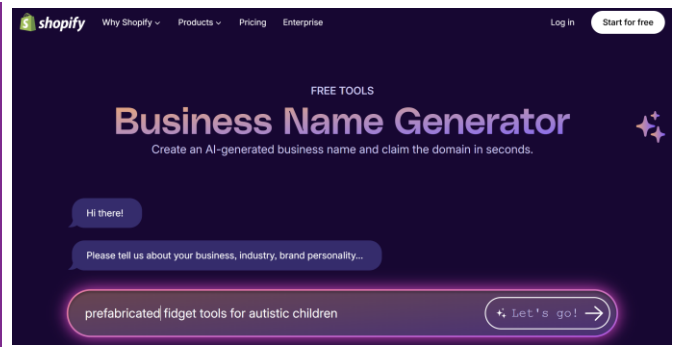 shopify Why Shopify Products Pricing Enterprise Log in Start for free
FREE TOOLS
Business Name Generator
Create an AI-generated business name and claim the domain in seconds.
Hi there!
Please tell us about your business, industry, brand personality...
prefabricated fidget tools for autistic children Let's go!